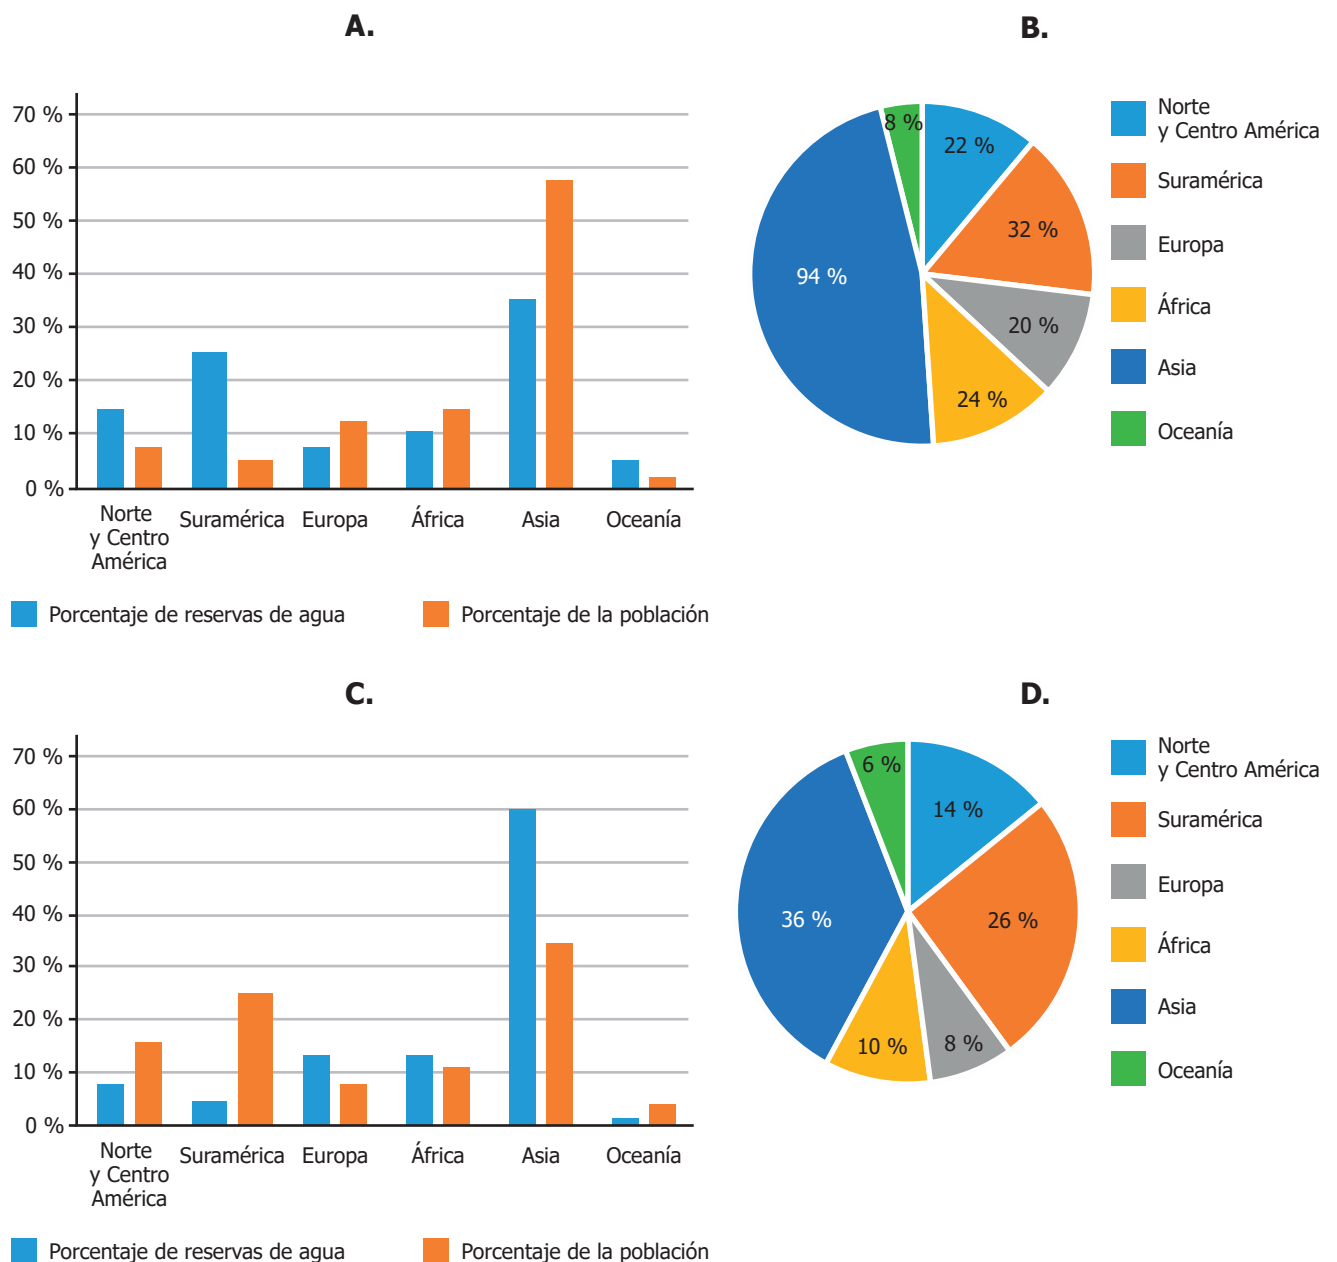 A.
70 %
60 %
50 %
40 %
30 %
20 %
10 %
0 %
Norte
y Centro
América
Suramérica
Europa
África
Asia
Oceanía
Porcentaje de reservas de agua
Porcentaje de la población
B.
8 %
22 %
32 %
94 %
20 %
24 %
Norte
y Centro América
Suramérica
Europa
África
Asia
Oceanía
C.
70 %
60 %
50 %
40 %
30 %
20 %
10 %
0 %
Norte
y Centro
América
Suramérica
Europa
África
Asia
Oceanía
Porcentaje de reservas de agua
Porcentaje de la población
D.
6 %
14 %
36 %
26 %
10 %
8 %
Norte
y Centro América
Suramérica
Europa
África
Asia
Oceanía